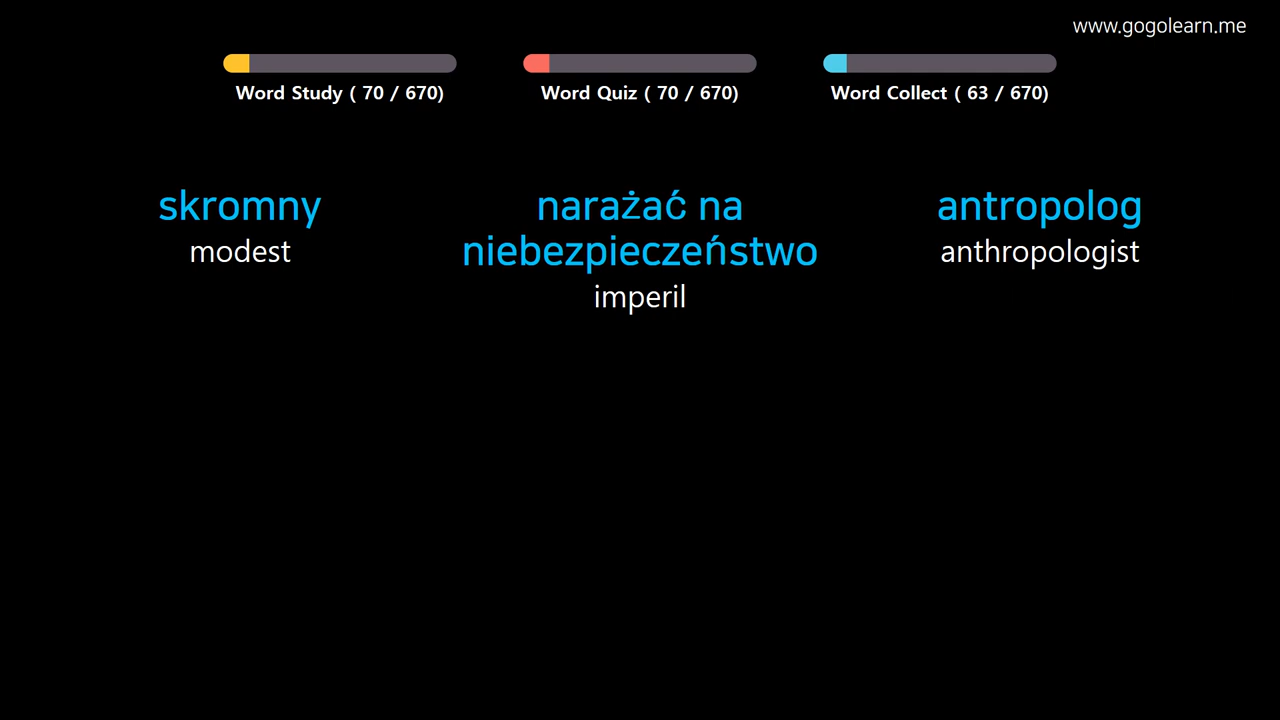 www.gogolearn.me
Word Study ( 70 / 670)
Word Quiz ( 70 / 670)
Word Collect ( 63 / 670)
skromny
modest
narażać na
niebezpieczeństwo
imperil
antropolog
anthropologist